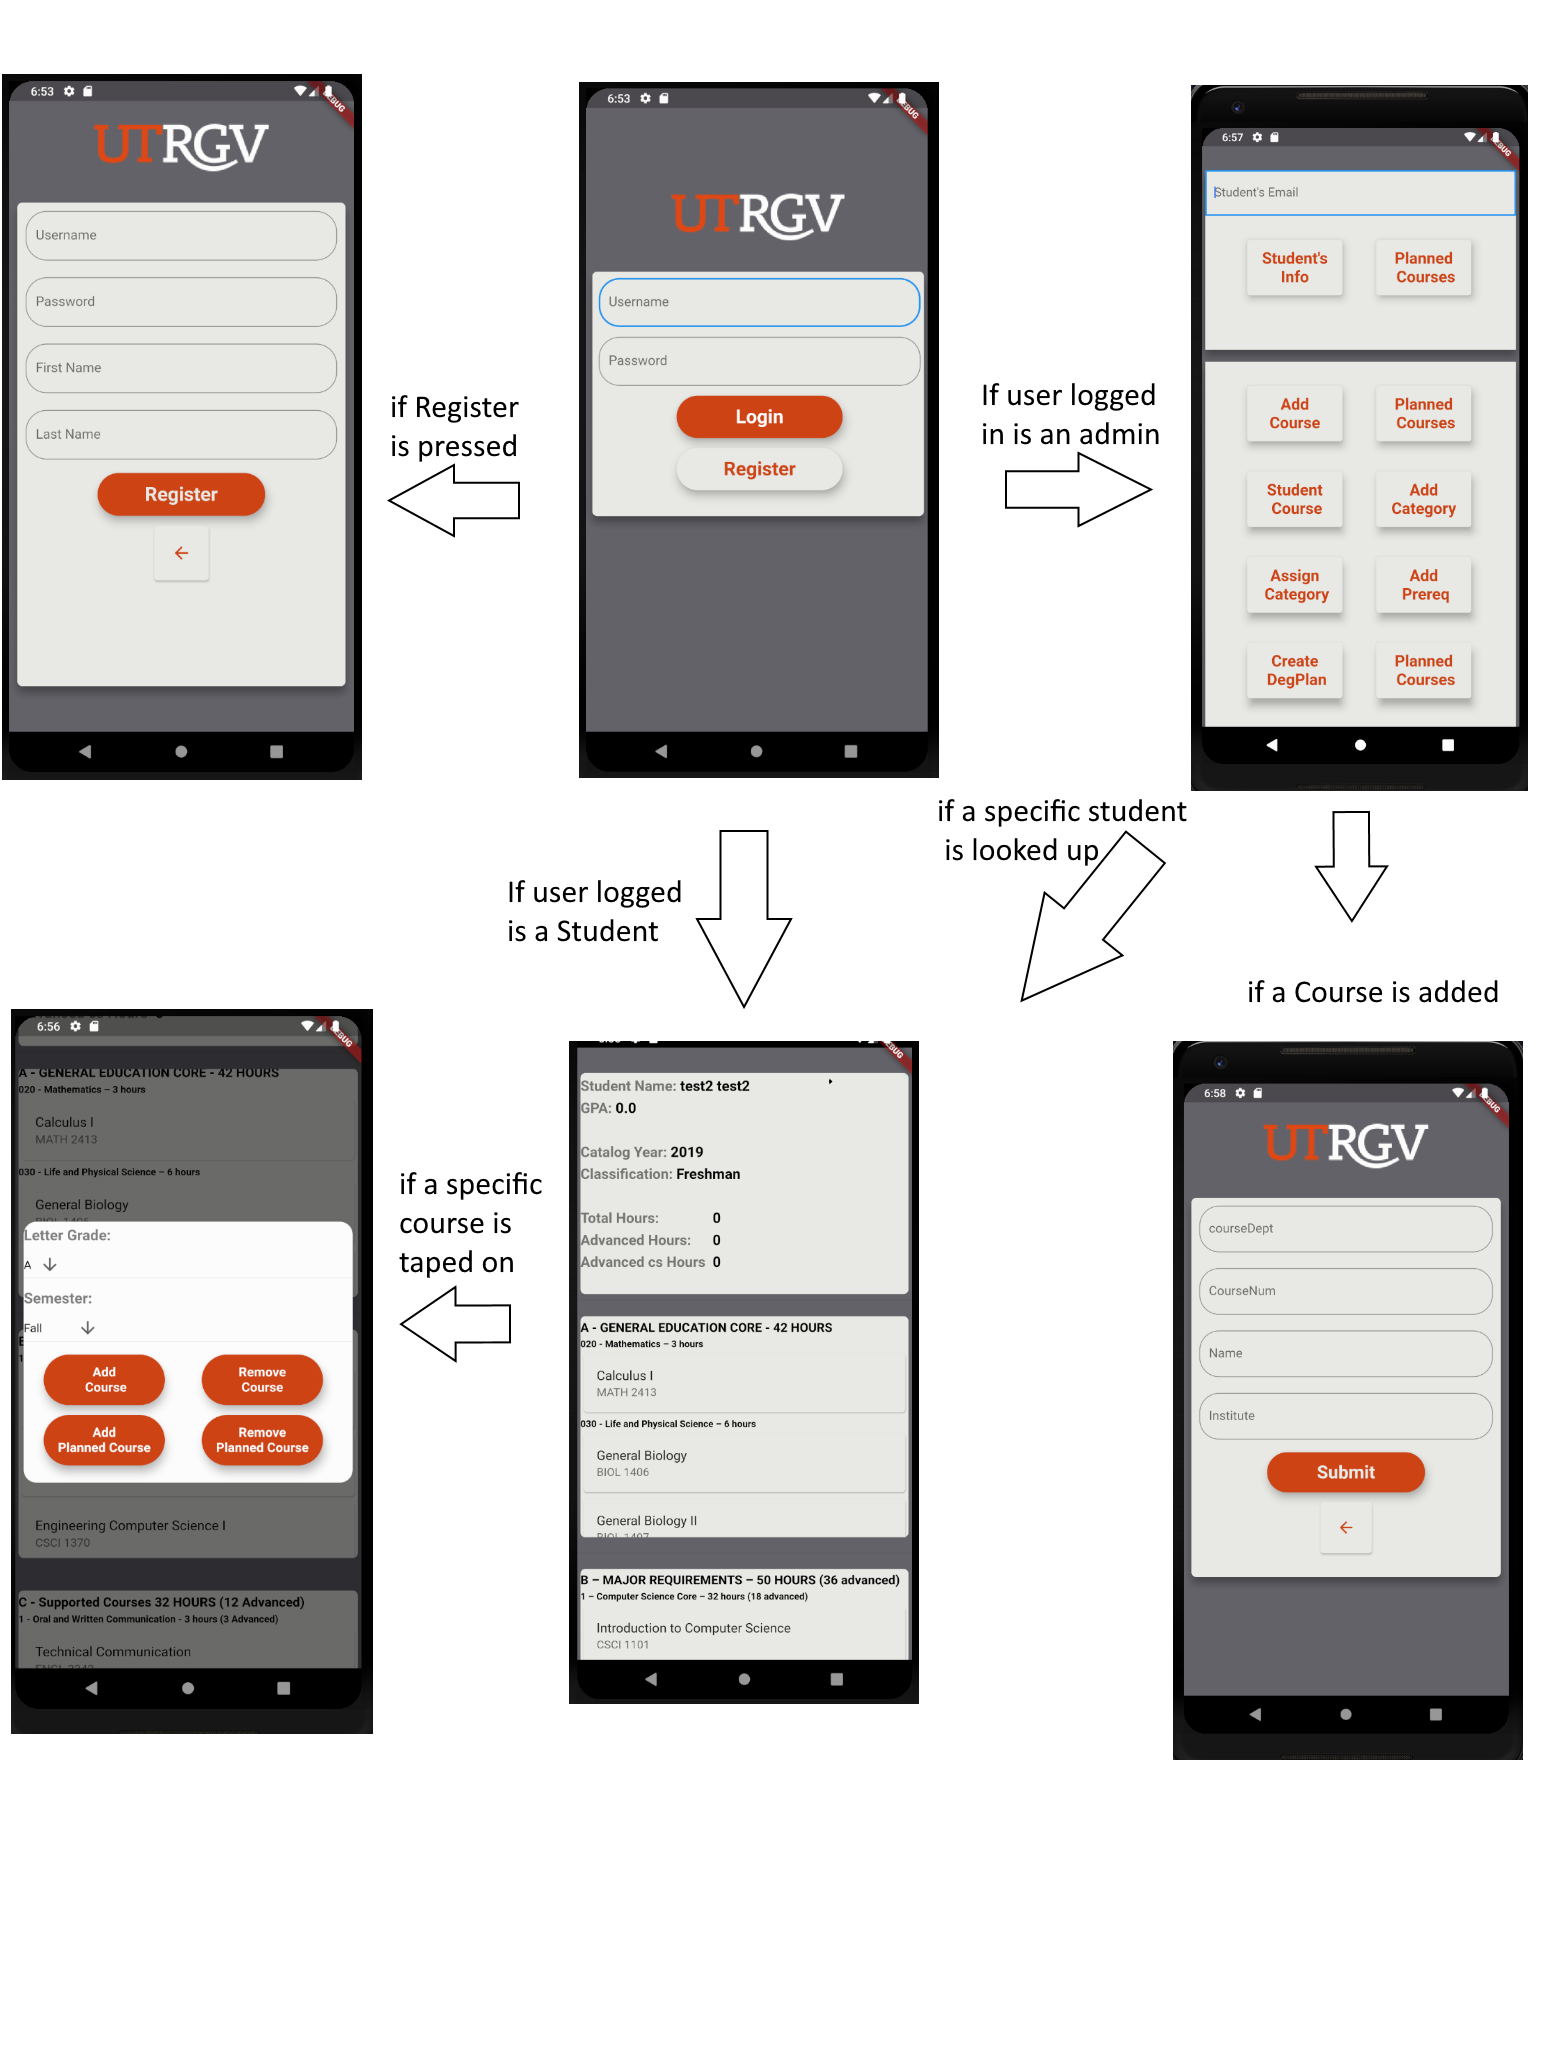 6:53
DEBUG
UTRGV
Username
Password
First Name
Last Name
Register
if Register
is pressed
6:53
DEBUG
UTRGV
Username
Password
Login
Register
If user logged
in is an admin
6:57
DEBUG
Student's Email
Student's
Info
Planned
Courses
Add
Course
Planned
Courses
Student
Course
Add
Category
Assign
Category
Add
Prereq
Create
DegPlan
Planned
Courses
If user logged
is a Student
if a specific student
is looked up
if a Course is added
6:56
DEBUG
A - GENERAL EDUCATION CORE - 42 HOURS
020 - Mathematics – 3 hours
Calculus I
MATH 2413
030 - Life and Physical Science – 6 hours
General Biology
Letter Grade:
A
Semester:
Fall
Add
Course
Remove
Course
Add
Planned Course
Remove
Planned Course
Engineering Computer Science I
CSCI 1370
C - Supported Courses 32 HOURS (12 Advanced)
1 - Oral and Written Communication - 3 hours (3 Advanced)
Technical Communication
if a specific
course is
taped on
Student Name: test2 test2
GPA: 0.0
Catalog Year: 2019
Classification: Freshman
Total Hours: 0
Advanced Hours: 0
Advanced cs Hours 0
A - GENERAL EDUCATION CORE - 42 HOURS
020 - Mathematics – 3 hours
Calculus I
MATH 2413
030 - Life and Physical Science – 6 hours
General Biology
BIOL 1406
General Biology II
BIOL 1407
B – MAJOR REQUIREMENTS – 50 HOURS (36 advanced)
1 – Computer Science Core – 32 hours (18 advanced)
Introduction to Computer Science
CSCI 1101
6:58
DEBUG
UTRGV
courseDept
CourseNum
Name
Institute
Submit